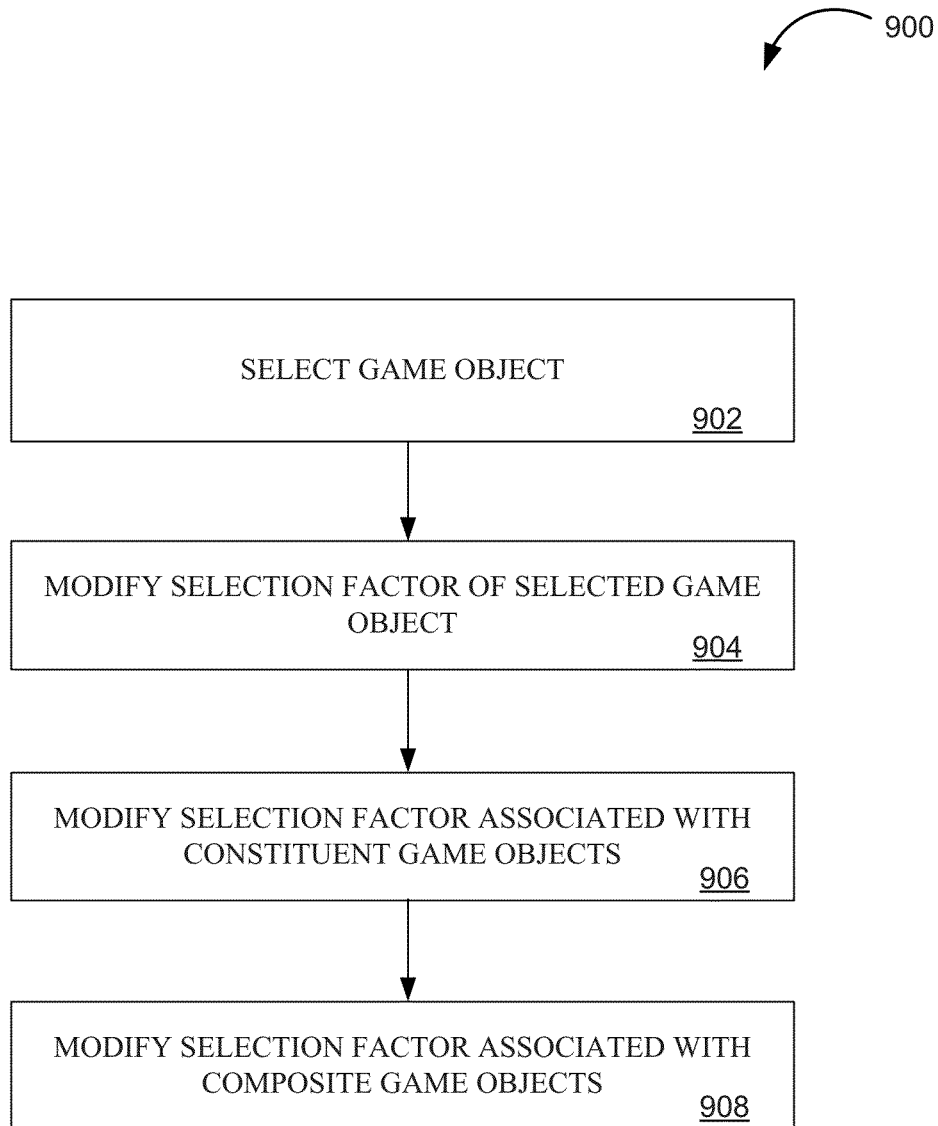 900
SELECT GAME OBJECT
902
MODIFY SELECTION FACTOR OF SELECTED GAME
OBJECT
904
MODIFY SELECTION FACTOR ASSOCIATED WITH
CONSTITUENT GAME OBJECTS
906
MODIFY SELECTION FACTOR ASSOCIATED WITH
COMPOSITE GAME OBJECTS
908